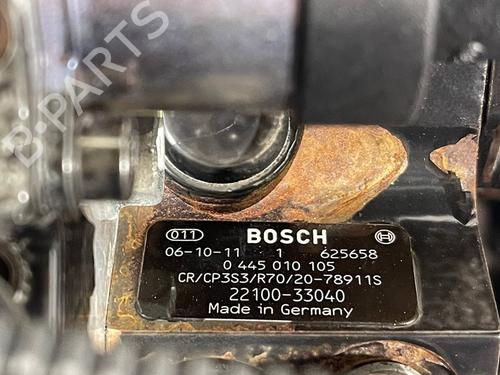 011 BOSCH
06-10-11 1 625658
0 445 010 105
CR/CP3S3/R70/20-78911S
22100-33040
Made in Germany
B-PARTS